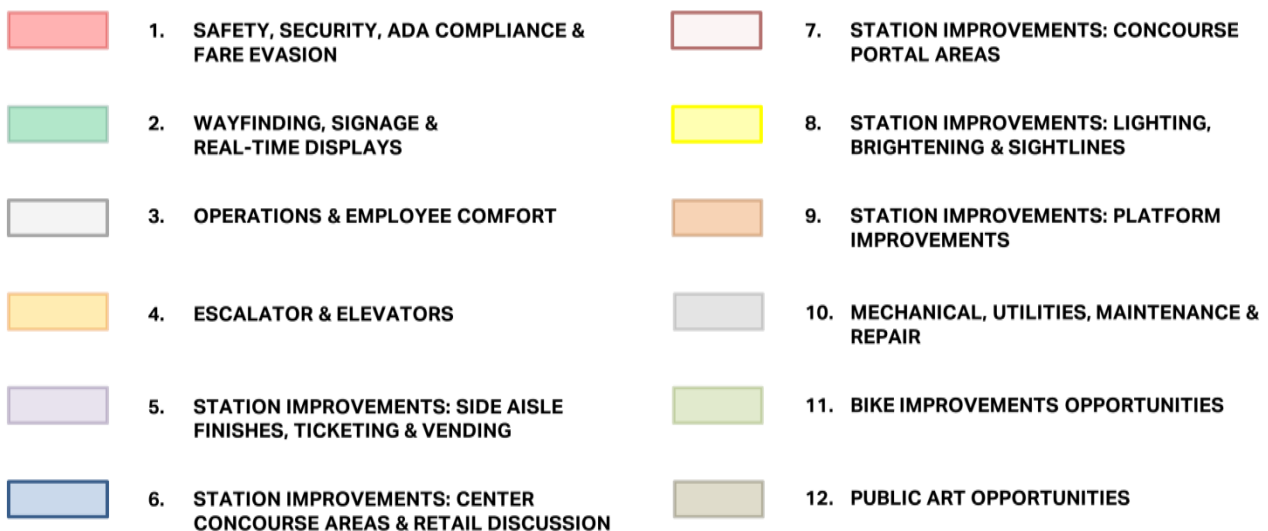 1. SAFETY, SECURITY, ADA COMPLIANCE &
FARE EVASION
2. WAYFINDING, SIGNAGE &
REAL-TIME DISPLAYS
3. OPERATIONS & EMPLOYEE COMFORT
4. ESCALATOR & ELEVATORS
5. STATION IMPROVEMENTS: SIDE AISLE
FINISHES, TICKETING & VENDING
6. STATION IMPROVEMENTS: CENTER
CONCOURSE AREAS & RETAIL DISCUSSION
7. STATION IMPROVEMENTS: CONCOURSE
PORTAL AREAS
8. STATION IMPROVEMENTS: LIGHTING,
BRIGHTENING & SIGHTLINES
9. STATION IMPROVEMENTS: PLATFORM
IMPROVEMENTS
10. MECHANICAL, UTILITIES, MAINTENANCE &
REPAIR
11. BIKE IMPROVEMENTS OPPORTUNITIES
12. PUBLIC ART OPPORTUNITIES